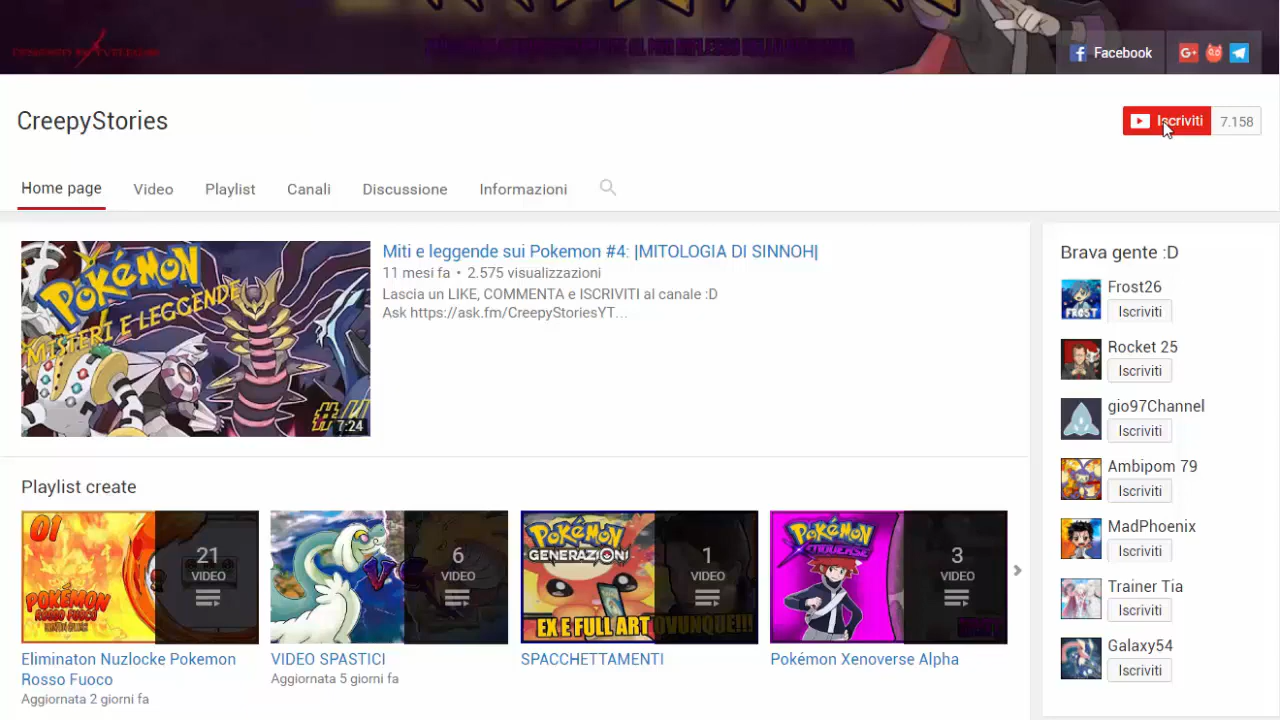 Facebook
CreepyStories
Iscriviti 7.158
Home page Video Playlist Canali Discussione Informazioni
POKÉMON
MISTERI E LEGGENDE
#4
7:24
Miti e leggende sui Pokemon #4: |MITOLOGIA DI SINNOH|
11 mesi fa • 2.575 visualizzazioni
Lascia un LIKE, COMMENTA e ISCRIVITI al canale :D
Ask https://ask.fm/CreepyStoriesYT...
Brava gente :D
Frost26
FROST
Iscriviti
Rocket 25
Iscriviti
gio97Channel
Iscriviti
Ambipom 79
Iscriviti
MadPhoenix
Iscriviti
Trainer Tia
Iscriviti
Galaxy54
Iscriviti
Playlist create
01
POKÉMON
ROSSO FUOCO
21
VIDEO
Eliminaton Nuzlocke Pokemon
Rosso Fuoco
Aggiornata 2 giorni fa
6
VIDEO
VIDEO SPASTICI
Aggiornata 5 giorni fa
POKÉMON
GENERAZIONI
EX E FULL ART OVUNQUE!!!
1
VIDEO
SPACCHETTAMENTI
POKÉMON
XENOVERSE
3
VIDEO
Pokémon Xenoverse Alpha